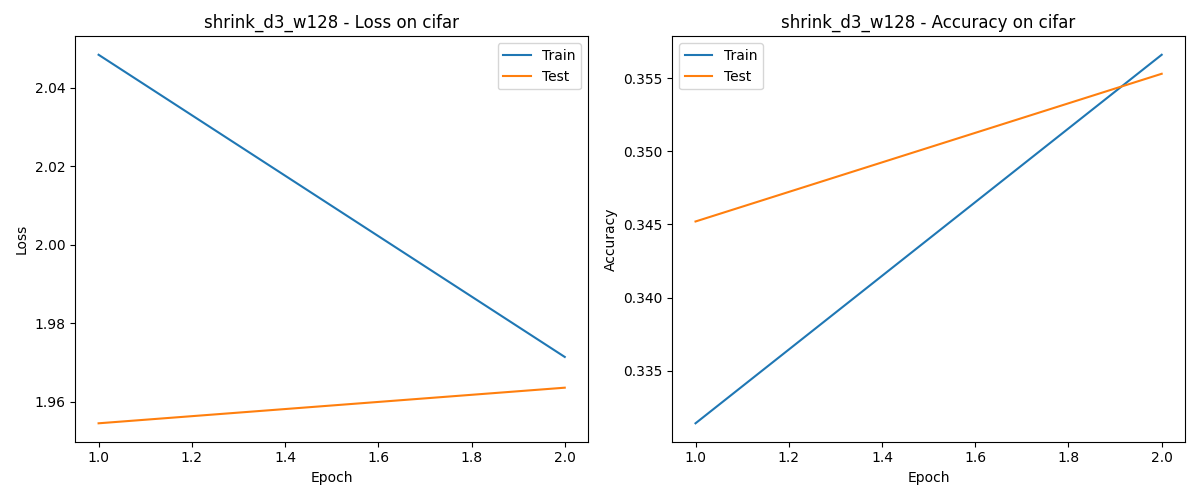 shrink_d3_w128 - Loss on cifar
Train
Test
2.04
2.02
2.00
1.98
1.96
Loss
1.0
1.2
1.4
1.6
1.8
2.0
Epoch
shrink_d3_w128 - Accuracy on cifar
Train
Test
0.355
0.350
0.345
0.340
0.335
Accuracy
1.0
1.2
1.4
1.6
1.8
2.0
Epoch